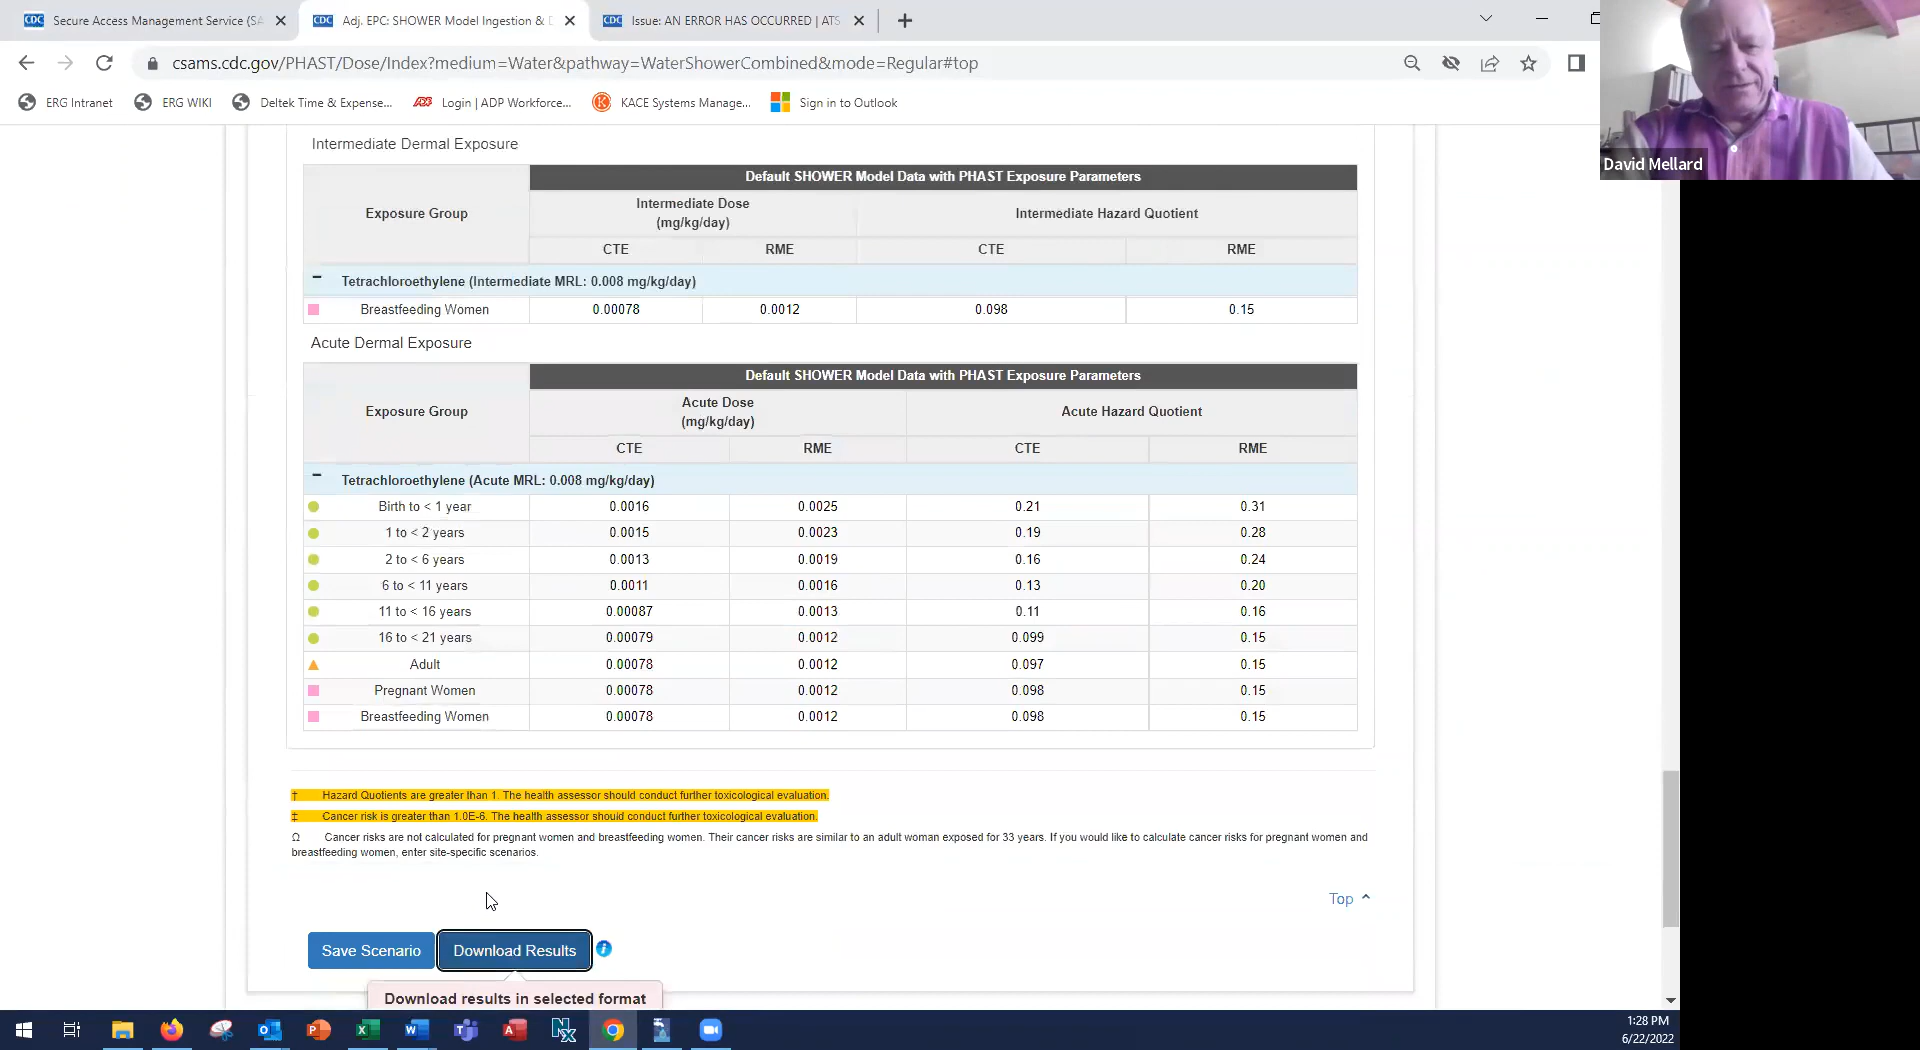 CDC Secure Access Management Service (SA
CDC Adj. EPC: SHOWER Model Ingestion & D
CDC Issue: AN ERROR HAS OCCURRED | ATS
csams.cdc.gov/PHAST/Dose/Index?medium=Water&pathway=WaterShowerCombined&mode=Regular#top
ERG Intranet ERG WIKI Deltek Time & Expense... ADP Login | ADP Workforce... K KACE Systems Manage... Sign in to Outlook
David Mellard
Intermediate Dermal Exposure
Default SHOWER Model Data with PHAST Exposure Parameters
Exposure Group
Intermediate Dose
(mg/kg/day)
Intermediate Hazard Quotient
CTE RME CTE RME
Tetrachloroethylene (Intermediate MRL: 0.008 mg/kg/day)
Breastfeeding Women 0.00078 0.0012 0.098 0.15
Acute Dermal Exposure
Default SHOWER Model Data with PHAST Exposure Parameters
Exposure Group
Acute Dose
(mg/kg/day)
Acute Hazard Quotient
CTE RME CTE RME
Tetrachloroethylene (Acute MRL: 0.008 mg/kg/day)
Birth to < 1 year 0.0016 0.0025 0.21 0.31
1 to < 2 years 0.0015 0.0023 0.19 0.28
2 to < 6 years 0.0013 0.0019 0.16 0.24
6 to < 11 years 0.0011 0.0016 0.13 0.20
11 to < 16 years 0.00087 0.0013 0.11 0.16
16 to < 21 years 0.00079 0.0012 0.099 0.15
Adult 0.00078 0.0012 0.097 0.15
Pregnant Women 0.00078 0.0012 0.098 0.15
Breastfeeding Women 0.00078 0.0012 0.098 0.15
† Hazard Quotients are greater than 1. The health assessor should conduct further toxicological evaluation.
‡ Cancer risk is greater than 1.0E-6. The health assessor should conduct further toxicological evaluation.
Ω Cancer risks are not calculated for pregnant women and breastfeeding women. Their cancer risks are similar to an adult woman exposed for 33 years. If you would like to calculate cancer risks for pregnant women and
breastfeeding women, enter site-specific scenarios.
Top
Save Scenario Download Results
Download results in selected format
1:28 PM
6/22/2022